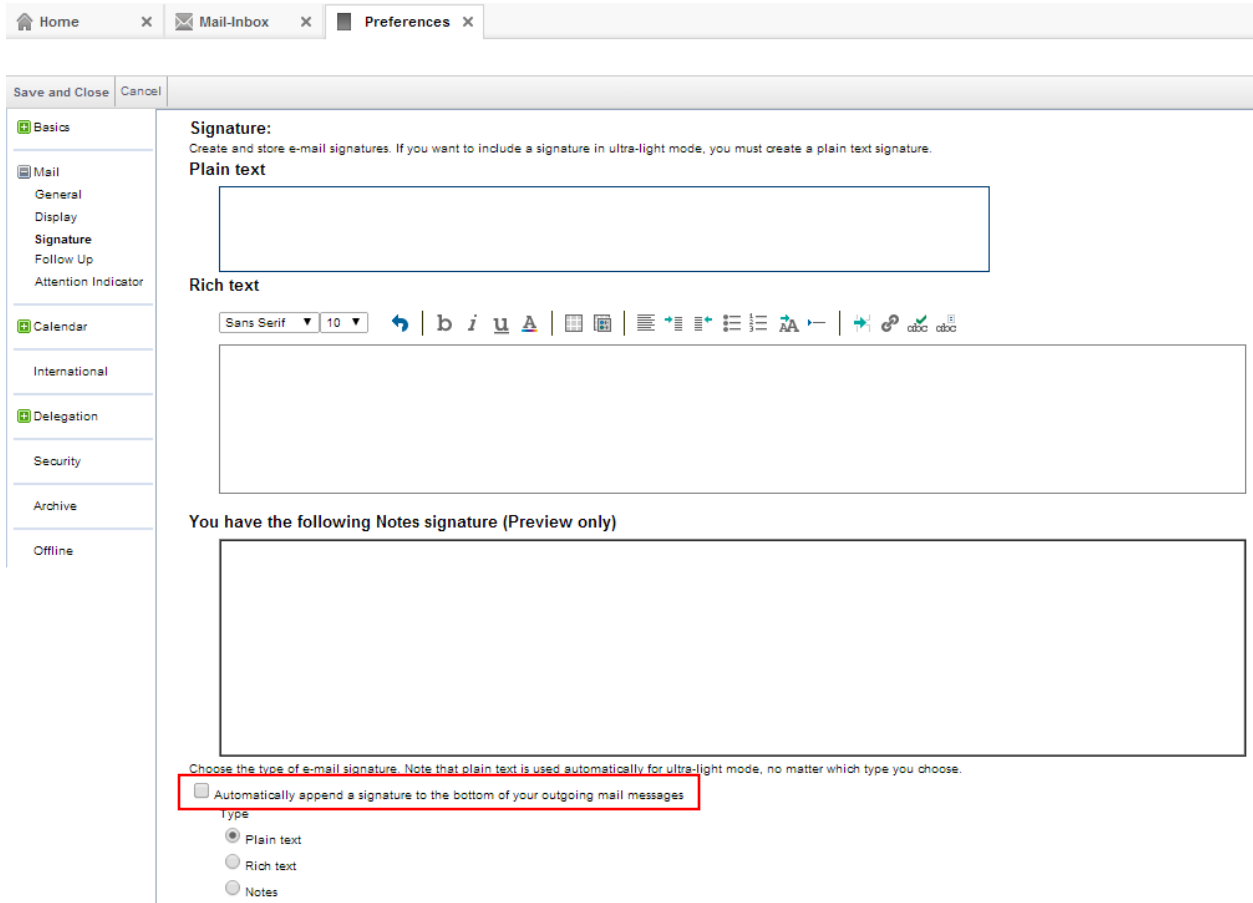 Home
Mail-Inbox
Preferences
Save and Close
Cancel
Basics
Mail
General
Display
Signature
Follow Up
Attention Indicator
Calendar
International
Delegation
Security
Archive
Offline
Signature:
Create and store e-mail signatures. If you want to include a signature in ultra-light mode, you must create a plain text signature.
Plain text
Rich text
Sans Serif 10 b i u A AA abc abc
You have the following Notes signature (Preview only)
Choose the type of e-mail signature. Note that plain text is used automatically for ultra-light mode, no matter which type you choose.
Automatically append a signature to the bottom of your outgoing mail messages
Type
Plain text
Rich text
Notes